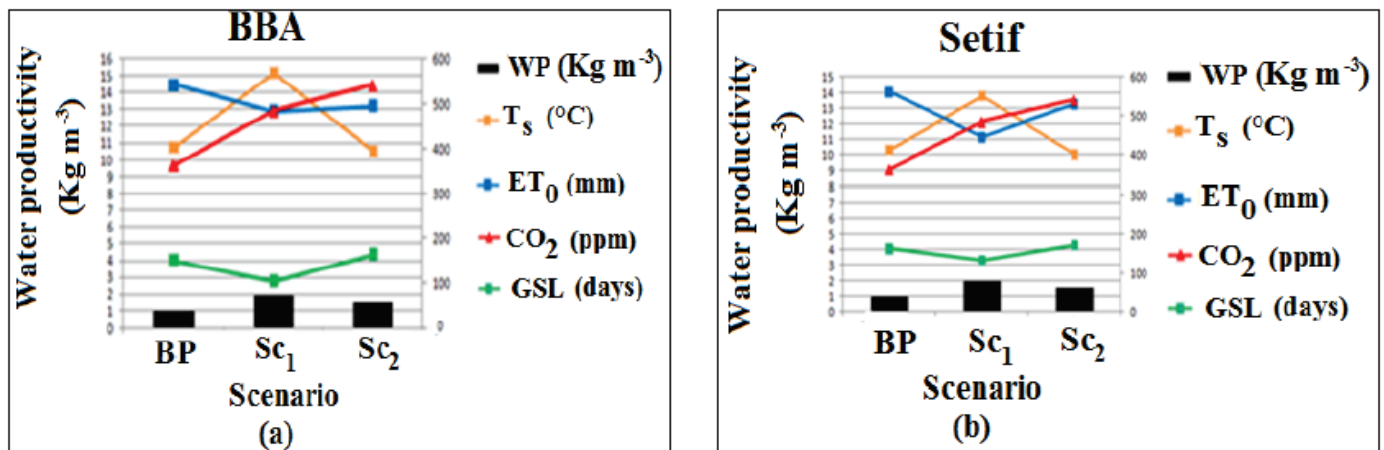 BBA
Water productivity
(Kg m-3)
16
15
14
13
12
11
10
9
8
7
6
5
4
3
2
1
0
600
500
400
300
200
100
0
BP
Sc1
Sc2
Scenario
(a)
WP (Kg m-3)
Ts (°C)
ET0 (mm)
CO2 (ppm)
GSL (days)
Setif
Water productivity
(Kg m-3)
15
14
13
12
11
10
9
8
7
6
5
4
3
2
1
0
600
500
400
300
200
100
0
BP
Sc1
Sc2
Scenario
(b)
WP (Kg m-3)
Ts (°C)
ET0 (mm)
CO2 (ppm)
GSL (days)